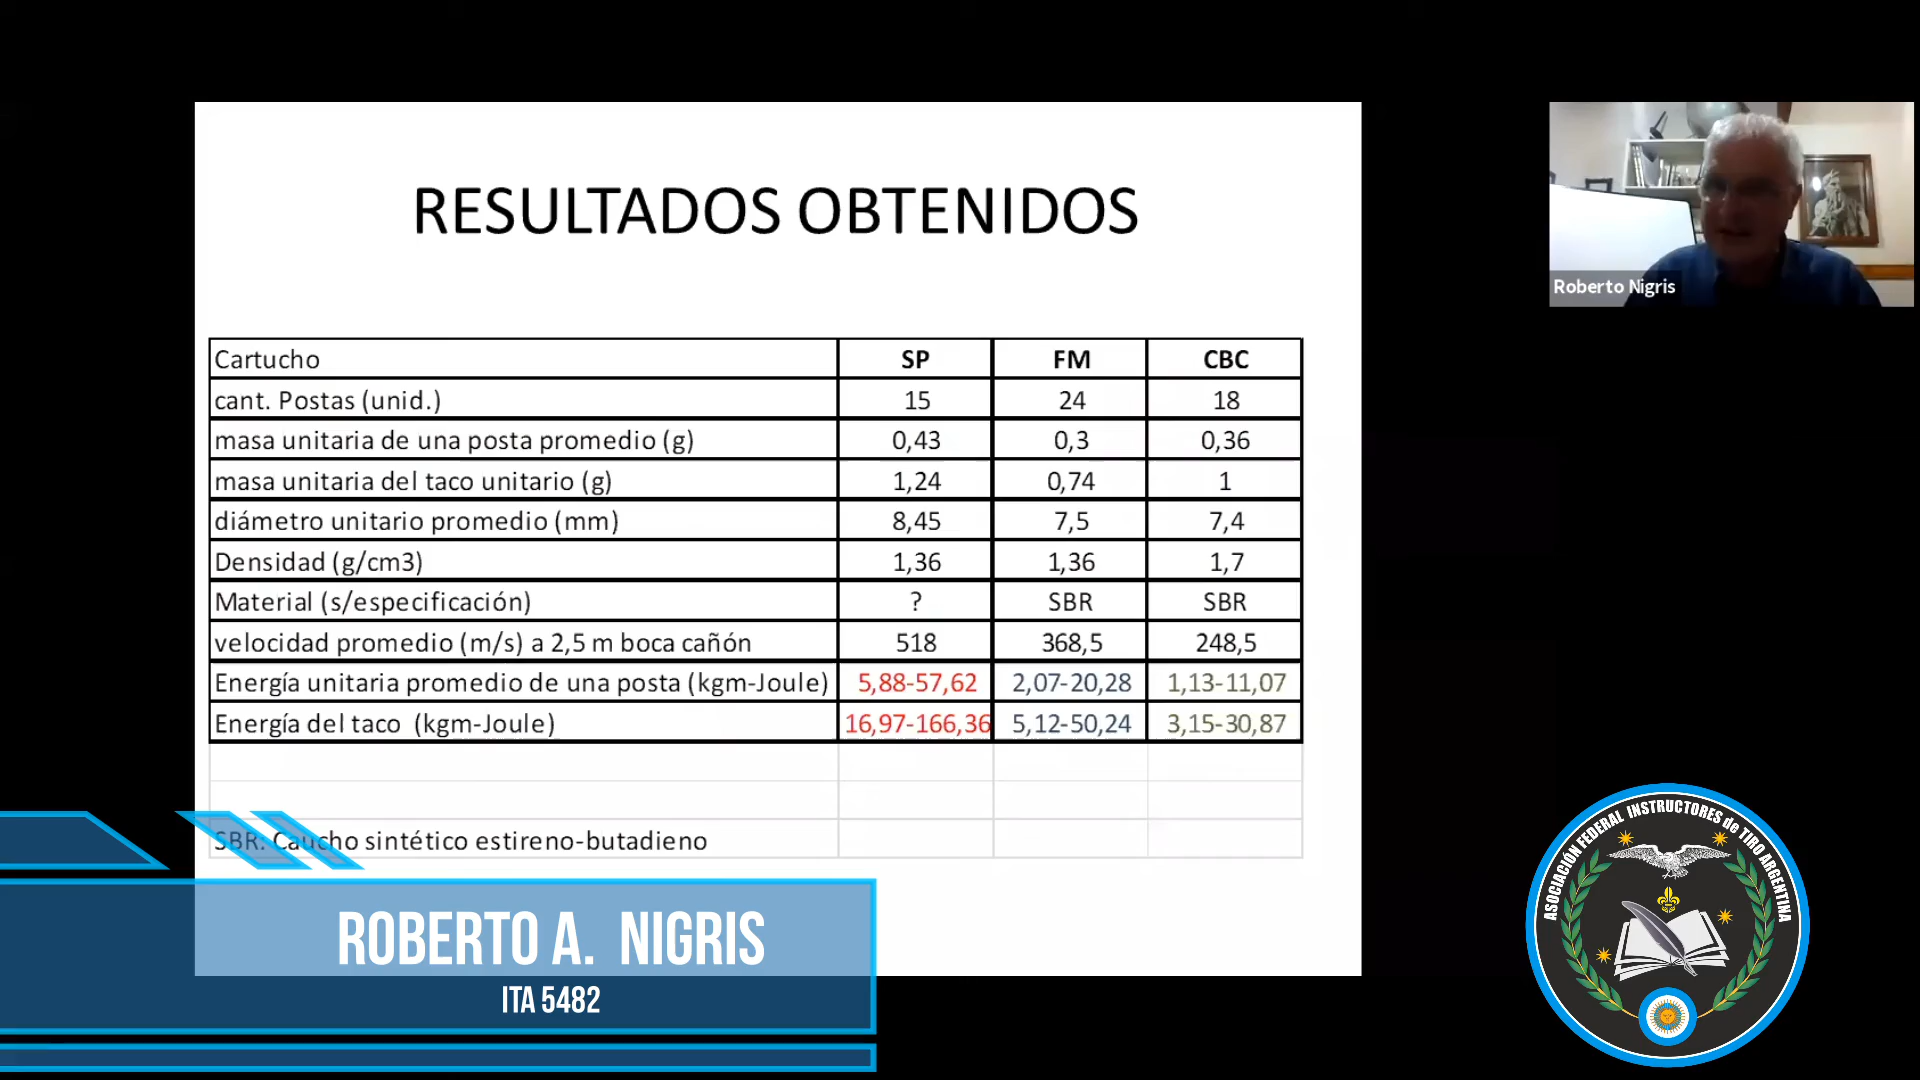 RESULTADOS OBTENIDOS
Roberto Nigris
Cartucho SP FM CBC
cant. Postas (unid.) 15 24 18
masa unitaria de una posta promedio (g) 0,43 0,3 0,36
masa unitaria del taco unitario (g) 1,24 0,74 1
diámetro unitario promedio (mm) 8,45 7,5 7,4
Densidad (g/cm3) 1,36 1,36 1,7
Material (s/especificación) ? SBR SBR
velocidad promedio (m/s) a 2,5 m boca cañón 518 368,5 248,5
Energía unitaria promedio de una posta (kgm-Joule) 5,88-57,62 2,07-20,28 1,13-11,07
Energía del taco (kgm-Joule) 16,97-166,36 5,12-50,24 3,15-30,87
SBR: Caucho sintético estireno-butadieno
ROBERTO A. NIGRIS
ITA 5482
ASOCIACIÓN FEDERAL INSTRUCTORES de TIRO ARGENTINA